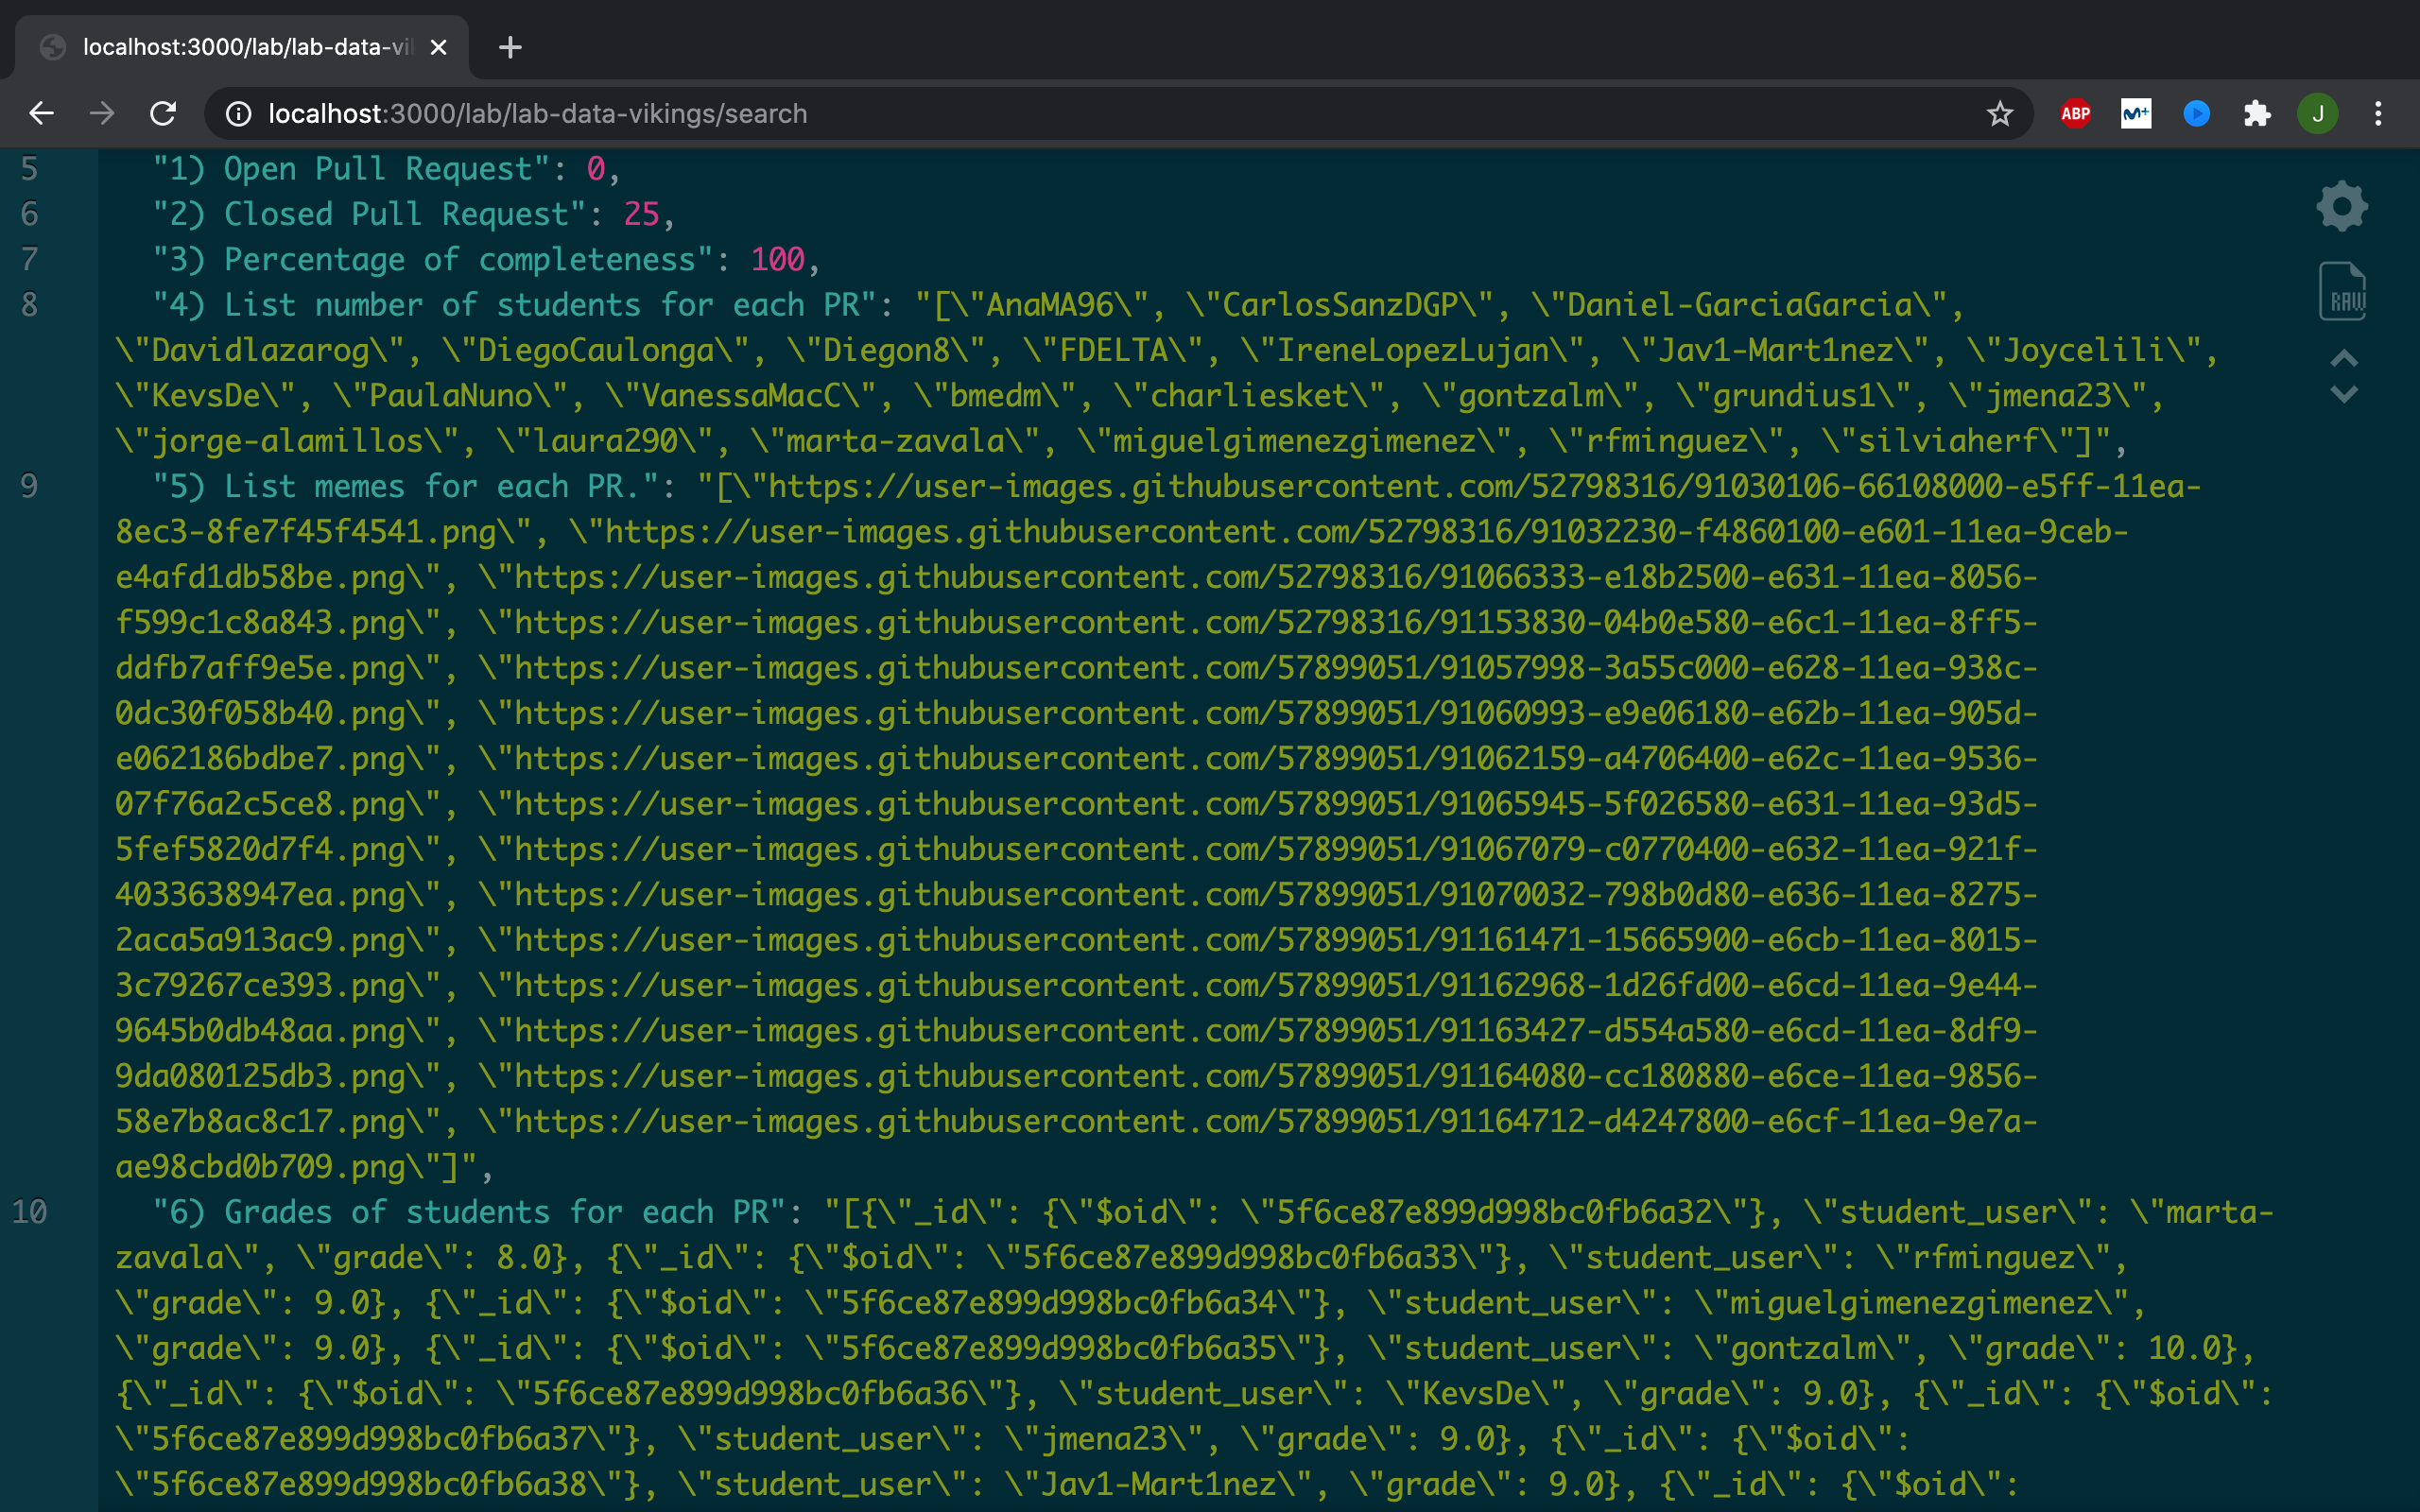 localhost:3000/lab/lab-data-vi
localhost:3000/lab/lab-data-vikings/search
ABP
J
RAW
5 "1) Open Pull Request": 0,
6 "2) Closed Pull Request": 25,
7 "3) Percentage of completeness": 100,
8 "4) List number of students for each PR": "[\"AnaMA96\", \"CarlosSanzDGP\", \"Daniel-GarciaGarcia\",
\"Davidlazarog\", \"DiegoCaulonga\", \"Diegon8\", \"FDELTA\", \"IreneLopezLujan\", \"Jav1-Mart1nez\", \"Joycelili\",
\"KevsDe\", \"PaulaNuno\", \"VanessaMacC\", \"bmedm\", \"charliesket\", \"gontzalm\", \"grundius1\", \"jmena23\",
\"jorge-alamillos\", \"laura290\", \"marta-zavala\", \"miguelgimenezgimenez\", \"rfminguez\", \"silviaherf\"]",
9 "5) List memes for each PR.": "[\"https://user-images.githubusercontent.com/52798316/91030106-66108000-e5ff-11ea-
8ec3-8fe7f45f4541.png\", \"https://user-images.githubusercontent.com/52798316/91032230-f4860100-e601-11ea-9ceb-
e4afd1db58be.png\", \"https://user-images.githubusercontent.com/52798316/91066333-e18b2500-e631-11ea-8056-
f599c1c8a843.png\", \"https://user-images.githubusercontent.com/52798316/91153830-04b0e580-e6c1-11ea-8ff5-
ddfb7aff9e5e.png\", \"https://user-images.githubusercontent.com/57899051/91057998-3a55c000-e628-11ea-938c-
0dc30f058b40.png\", \"https://user-images.githubusercontent.com/57899051/91060993-e9e06180-e62b-11ea-905d-
e062186bdbe7.png\", \"https://user-images.githubusercontent.com/57899051/91062159-a4706400-e62c-11ea-9536-
07f76a2c5ce8.png\", \"https://user-images.githubusercontent.com/57899051/91065945-5f026580-e631-11ea-93d5-
5fef5820d7f4.png\", \"https://user-images.githubusercontent.com/57899051/91067079-c0770400-e632-11ea-921f-
4033638947ea.png\", \"https://user-images.githubusercontent.com/57899051/91070032-798b0d80-e636-11ea-8275-
2aca5a913ac9.png\", \"https://user-images.githubusercontent.com/57899051/91161471-15665900-e6cb-11ea-8015-
3c79267ce393.png\", \"https://user-images.githubusercontent.com/57899051/91162968-1d26fd00-e6cd-11ea-9e44-
9645b0db48aa.png\", \"https://user-images.githubusercontent.com/57899051/91163427-d554a580-e6cd-11ea-8df9-
9da080125db3.png\", \"https://user-images.githubusercontent.com/57899051/91164080-cc180880-e6ce-11ea-9856-
58e7b8ac8c17.png\", \"https://user-images.githubusercontent.com/57899051/91164712-d4247800-e6cf-11ea-9e7a-
ae98cbd0b709.png\"]",
10 "6) Grades of students for each PR": "[{\"_id\": {\"$oid\": \"5f6ce87e899d998bc0fb6a32\"}, \"student_user\": \"marta-
zavala\", \"grade\": 8.0}, {\"_id\": {\"$oid\": \"5f6ce87e899d998bc0fb6a33\"}, \"student_user\": \"rfminguez\",
\"grade\": 9.0}, {\"_id\": {\"$oid\": \"5f6ce87e899d998bc0fb6a34\"}, \"student_user\": \"miguelgimenezgimenez\",
\"grade\": 9.0}, {\"_id\": {\"$oid\": \"5f6ce87e899d998bc0fb6a35\"}, \"student_user\": \"gontzalm\", \"grade\": 10.0},
{\"_id\": {\"$oid\": \"5f6ce87e899d998bc0fb6a36\"}, \"student_user\": \"KevsDe\", \"grade\": 9.0}, {\"_id\": {\"$oid\":
\"5f6ce87e899d998bc0fb6a37\"}, \"student_user\": \"jmena23\", \"grade\": 9.0}, {\"_id\": {\"$oid\":
\"5f6ce87e899d998bc0fb6a38\"}, \"student_user\": \"Jav1-Mart1nez\", \"grade\": 9.0}, {\"_id\": {\"$oid\":